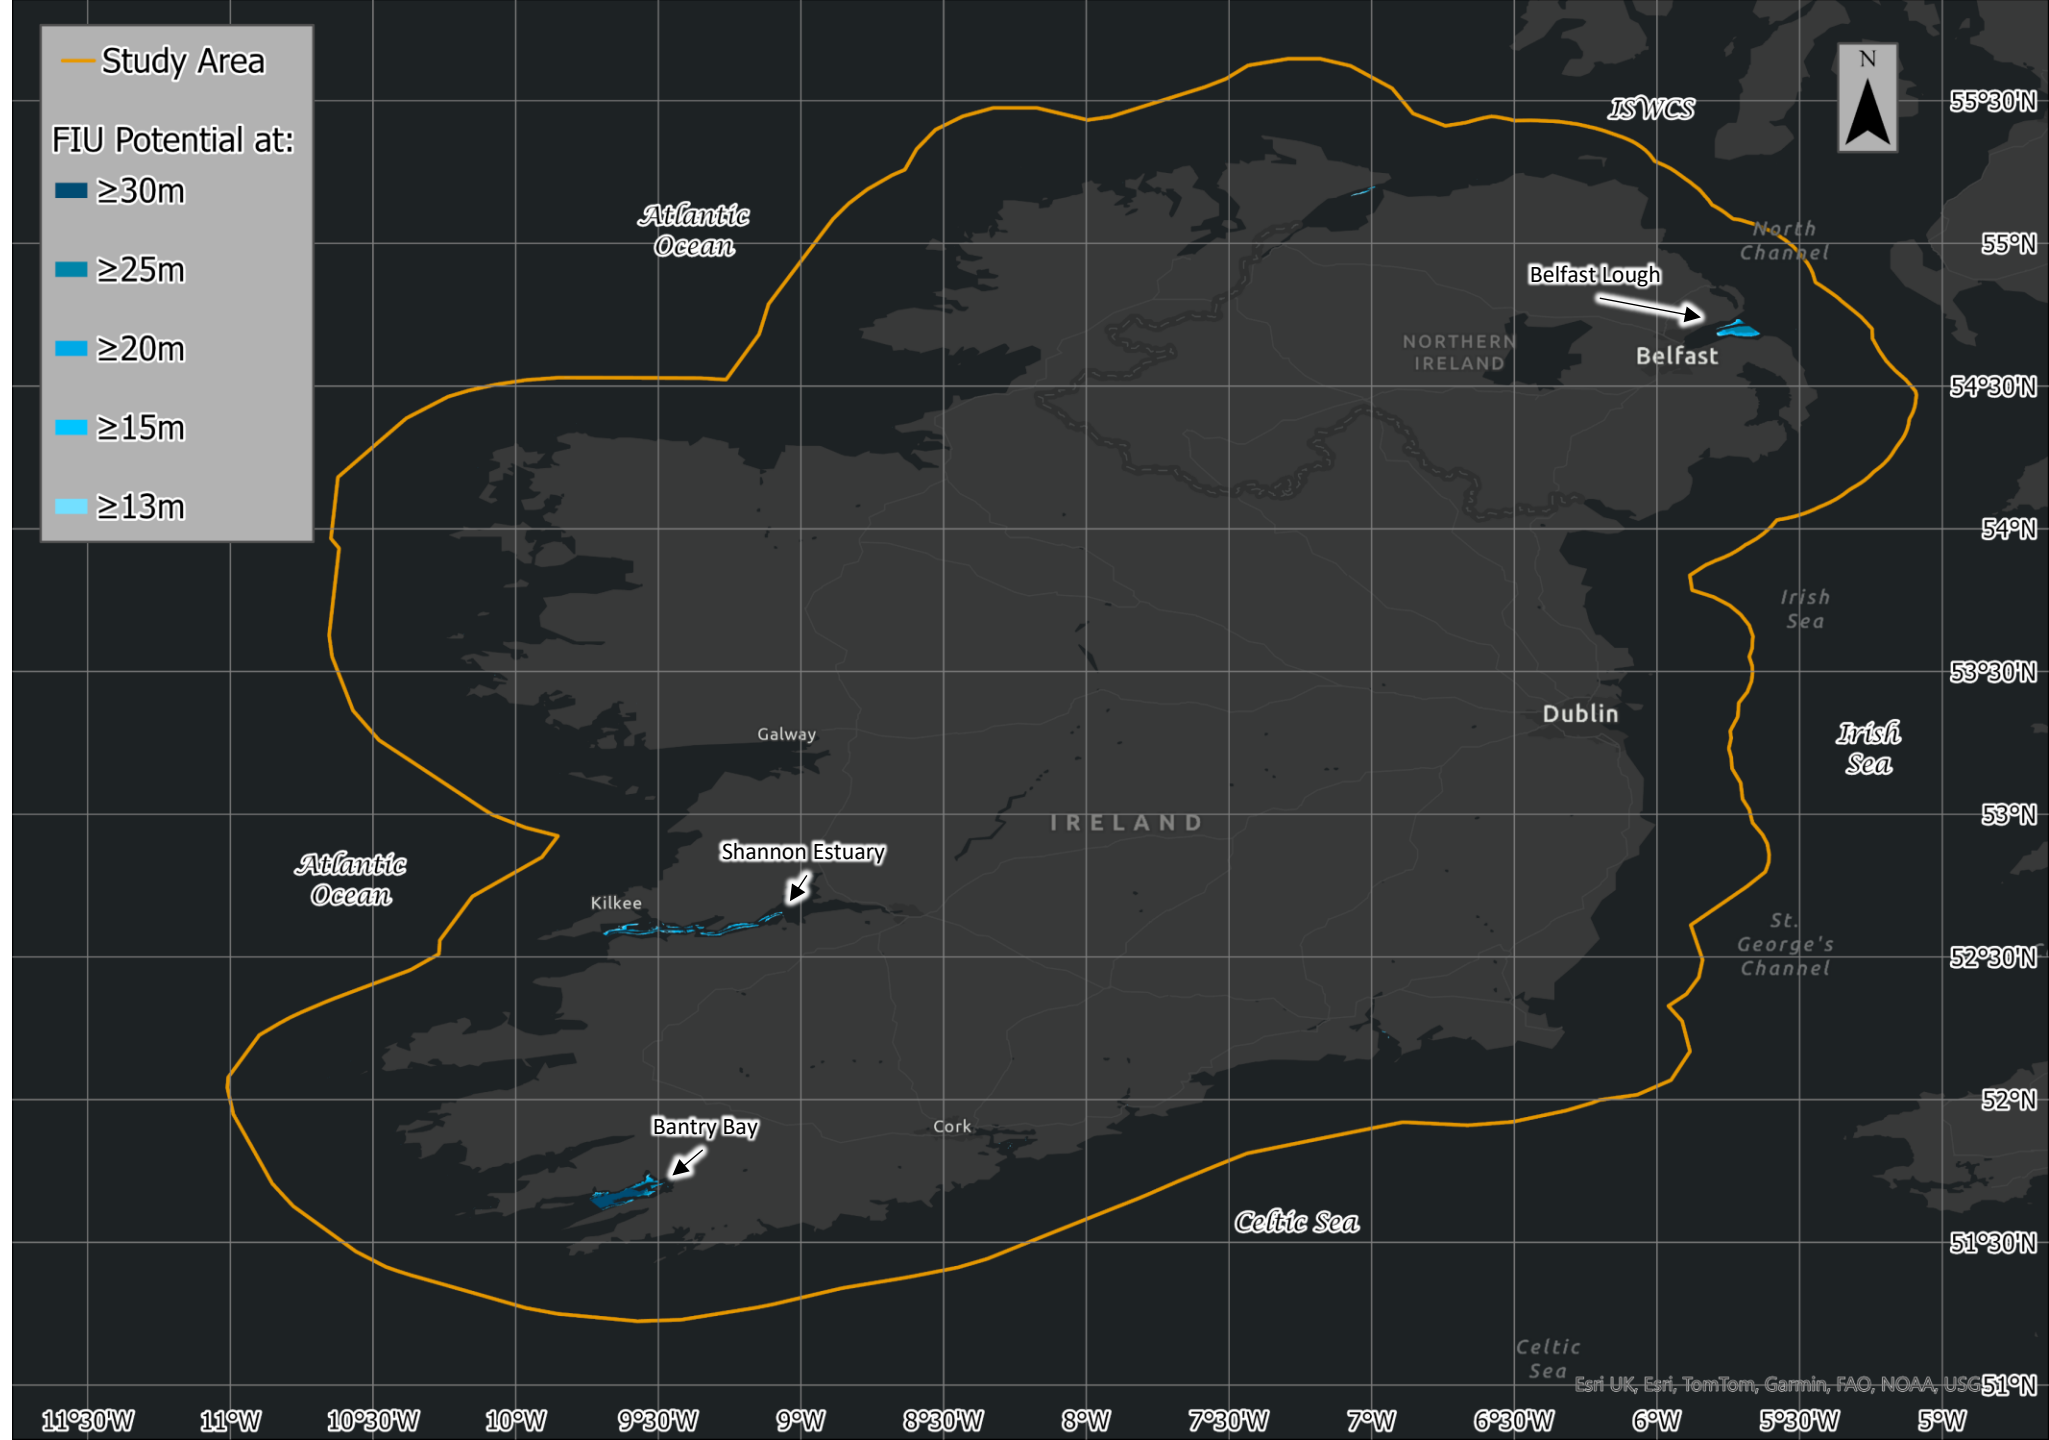 Study Area
FIU Potential at:
≥30m
≥25m
≥20m
≥15m
≥13m
N
ISWCS
Atlantic
Ocean
North
Channel
Belfast Lough
NORTHERN
IRELAND
Belfast
Irish
Sea
Dublin
Galway
Irish
Sea
IRELAND
Shannon Estuary
Atlantic
Ocean
Kilkee
St.
George's
Channel
Bantry Bay
Cork
Celtic Sea
Celtic
Sea
Esri UK, Esri, TomTom, Garmin, FAO, NOAA, USG
55°30'N
55°N
54°30'N
54°N
53°30'N
53°N
52°30'N
52°N
51°30'N
51°N
11°30'W
11°W
10°30'W
10°W
9°30'W
9°W
8°30'W
8°W
7°30'W
7°W
6°30'W
6°W
5°30'W
5°W